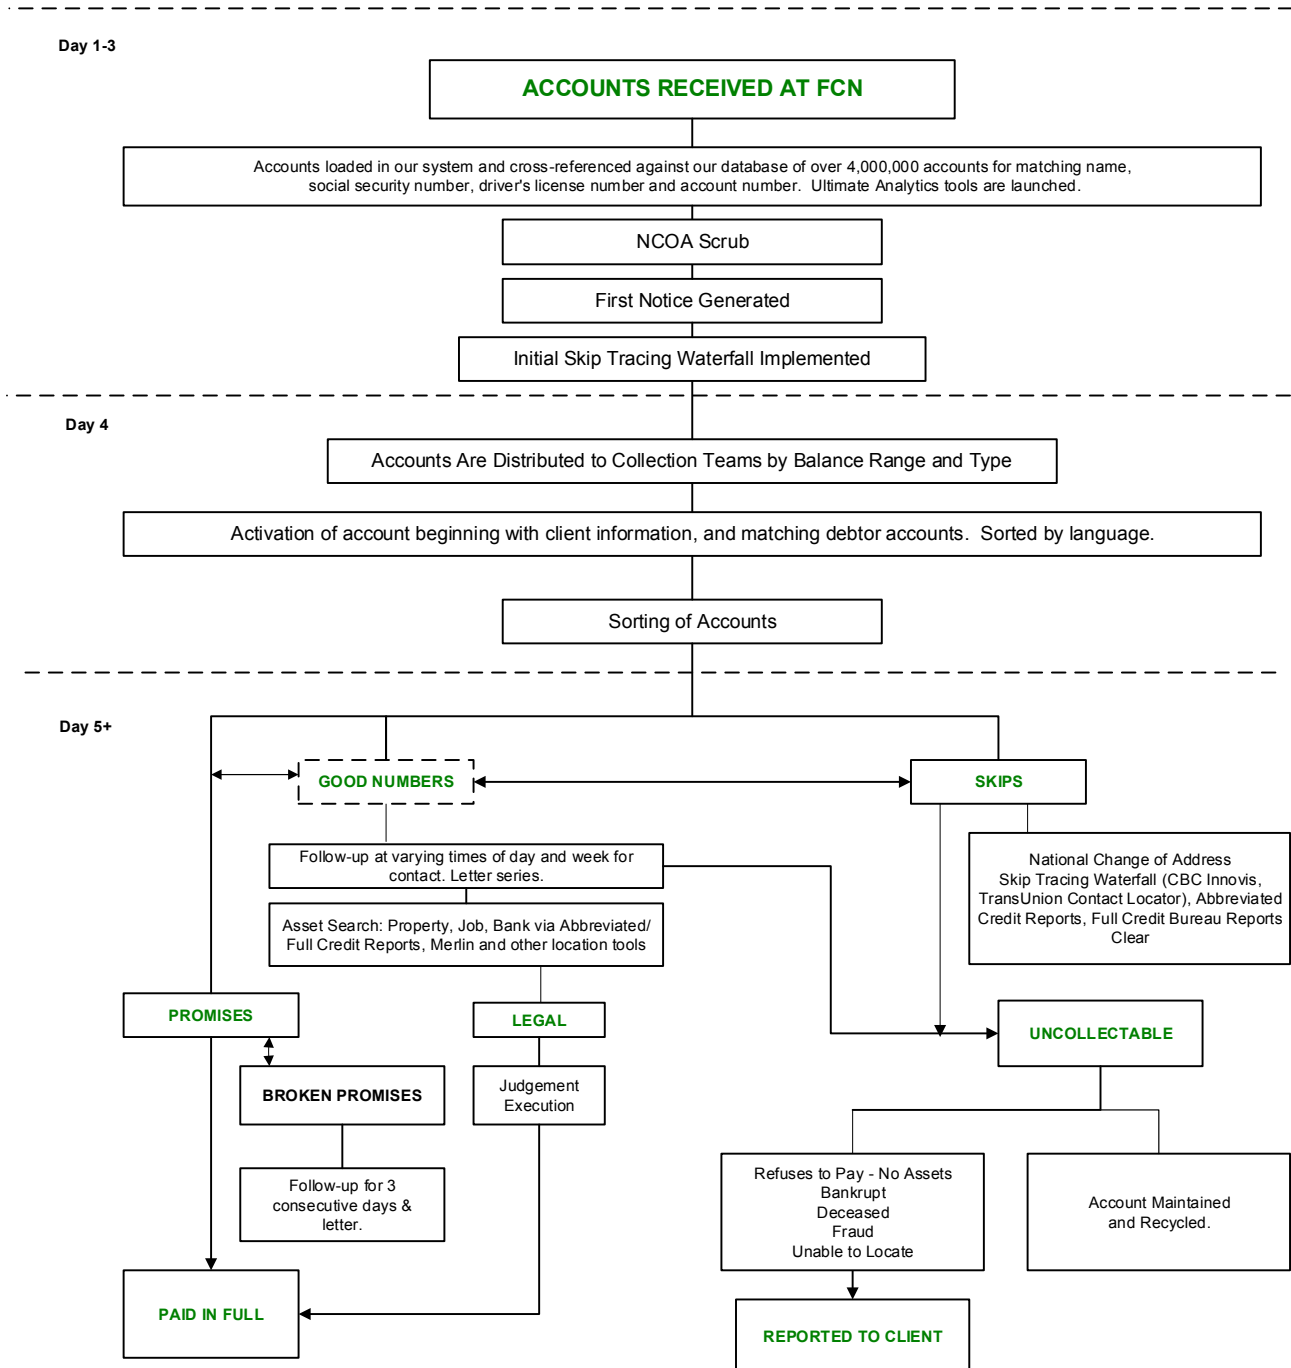 Day 1-3
ACCOUNTS RECEIVED AT FCN
Accounts loaded in our system and cross-referenced against our database of over 4,000,000 accounts for matching name,
social security number, driver's license number and account number.  Ultimate Analytics tools are launched.
NCOA Scrub
First Notice Generated
Initial Skip Tracing Waterfall Implemented
Day 4
Accounts Are Distributed to Collection Teams by Balance Range and Type
Activation of account beginning with client information, and matching debtor accounts.  Sorted by language.
Sorting of Accounts
Day 5+
GOOD NUMBERS
SKIPS
Follow-up at varying times of day and week for
contact. Letter series.
National Change of Address
Skip Tracing Waterfall (CBC Innovis,
TransUnion Contact Locator), Abbreviated
Credit Reports, Full Credit Bureau Reports
Clear
Asset Search: Property, Job, Bank via Abbreviated/
Full Credit Reports, Merlin and other location tools
PROMISES
LEGAL
UNCOLLECTABLE
BROKEN PROMISES
Judgement
Execution
Follow-up for 3
consecutive days &
letter.
Refuses to Pay - No Assets
Bankrupt
Deceased
Fraud
Unable to Locate
Account Maintained
and Recycled.
PAID IN FULL
REPORTED TO CLIENT